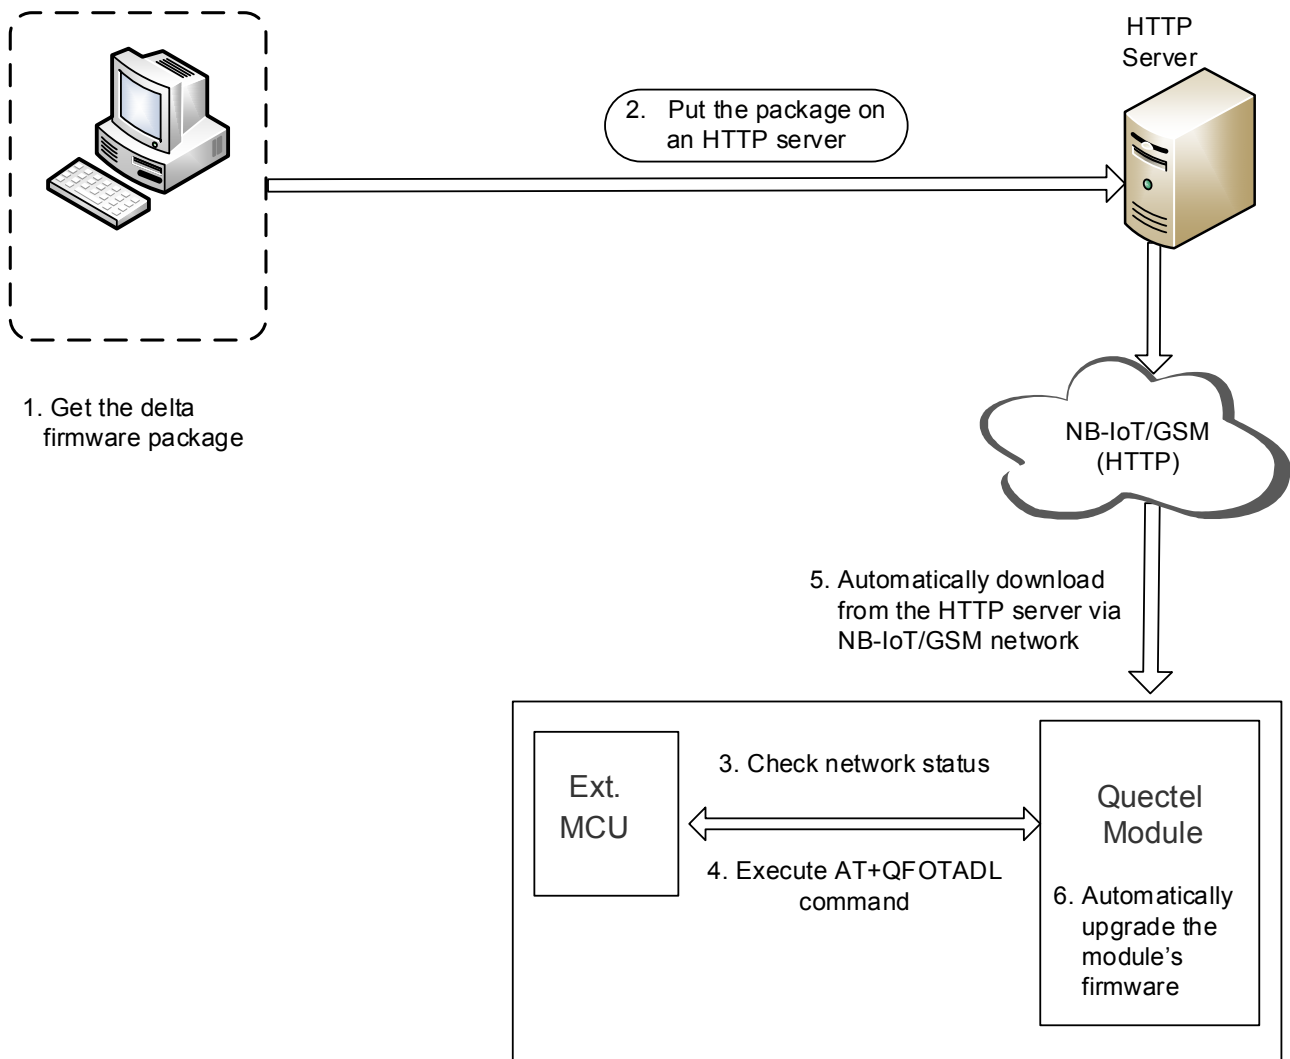 HTTP
Server
2. Put the package on
an HTTP server
1. Get the delta
firmware package
NB-IoT/GSM
(HTTP)
5. Automatically download
from the HTTP server via
NB-IoT/GSM network
Ext.
MCU
3. Check network status
4. Execute AT+QFOTADL
command
Quectel
Module
6. Automatically
upgrade the
module’s
firmware